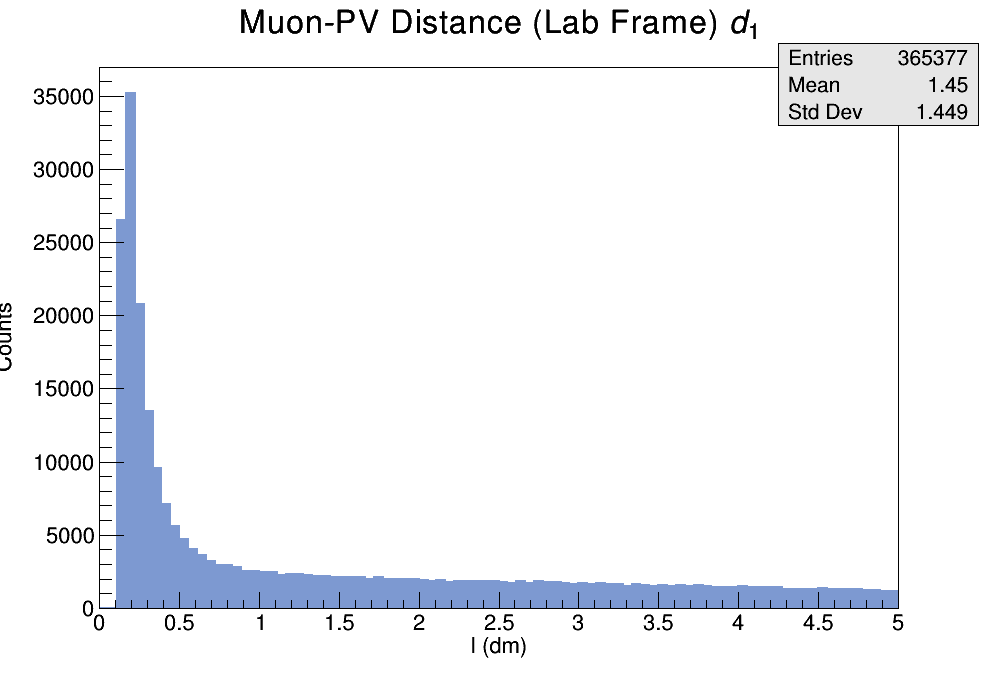 Muon-PV Distance (Lab Frame) d₁
Entries 365377
Mean 1.45
Std Dev 1.449
35000
30000
25000
20000
15000
10000
5000
0
Counts
0 0.5 1 1.5 2 2.5 3 3.5 4 4.5 5
l (dm)